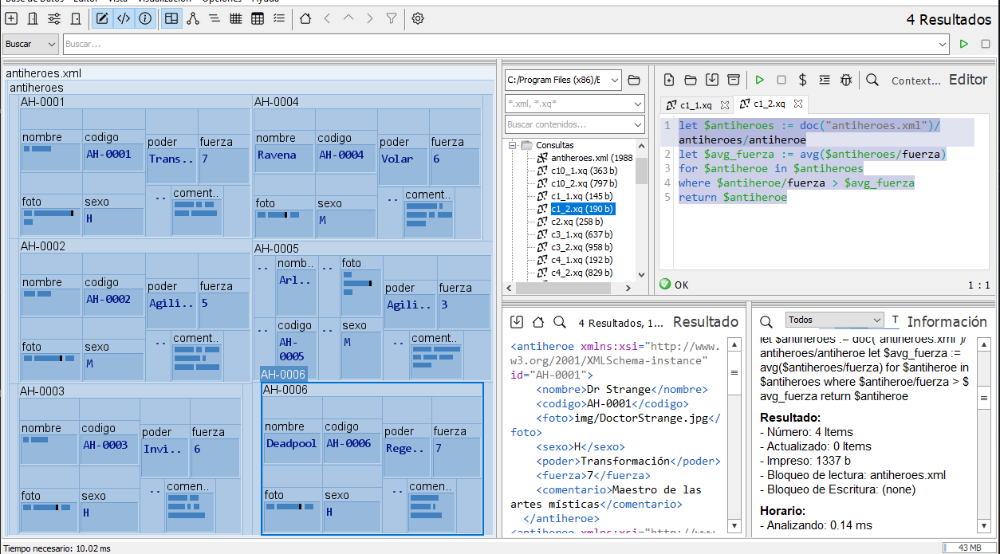 Base de Datos Editor Vista Visualización Opciones Ayuda
4 Resultados
Buscar
Buscar...
antiheroes.xml
antiheroes
AH-0001
nombre
codigo
AH-0001
poder
Trans..
fuerza
7
foto
sexo
H
..
coment..
AH-0004
nombre
Ravena
codigo
AH-0004
poder
Volar
fuerza
6
foto
sexo
M
..
coment..
AH-0002
nombre
codigo
AH-0002
poder
Agili..
fuerza
5
foto
sexo
M
..
coment..
AH-0005
..
nomb..
Arl..
..
foto
poder
Agili..
fuerza
3
..
codigo
AH-
0005
..
sexo
M
..
coment..
AH-0003
nombre
codigo
AH-0003
poder
Invi..
fuerza
6
foto
sexo
H
..
comen..
AH-0006
AH-0006
nombre
Deadpool
codigo
AH-0006
poder
Rege..
fuerza
7
foto
sexo
H
..
comen..
C:/Program Files (x86)/E
*.xml, *.xq*
Buscar contenidos...
Consultas
antiheroes.xml (1988
c10_1.xq (363 b)
c10_2.xq (797 b)
c1_1.xq (145 b)
c1_2.xq (190 b)
c2.xq (258 b)
c3_1.xq (637 b)
c3_2.xq (958 b)
c4_1.xq (192 b)
c4_2.xq (829 b)
Context... Editor
c1_1.xq
c1_2.xq
1 let $antiheroes := doc("antiheroes.xml")/
antiheroes/antiheroe
2 let $avg_fuerza := avg($antiheroes/fuerza)
3 for $antiheroe in $antiheroes
4 where $antiheroe/fuerza > $avg_fuerza
5 return $antiheroe
OK
1 : 1
4 Resultados, 1... Resultado
<antiheroe xmlns:xsi="http://www.
w3.org/2001/XMLSchema-instance"
id="AH-0001">
<nombre>Dr Strange</nombre>
<codigo>AH-0001</codigo>
<foto>img/DoctorStrange.jpg</
foto>
<sexo>H</sexo>
<poder>Transformación</poder>
<fuerza>7</fuerza>
<comentario>Maestro de las
artes místicas</comentario>
</antiheroe>
<antiheroe xmlns:xsi="http://www.
Todos
T Información
let $antiheroes := doc("antiheroes.xml")/
antiheroes/antiheroe let $avg_fuerza :=
avg($antiheroes/fuerza) for $antiheroe in
$antiheroes where $antiheroe/fuerza > $
avg_fuerza return $antiheroe
Resultado:
- Número: 4 Items
- Actualizado: 0 Items
- Impreso: 1337 b
- Bloqueo de lectura: antiheroes.xml
- Bloqueo de Escritura: (none)
Horario:
- Analizando: 0.14 ms
Tiempo necesario: 10.02 ms
43 MB